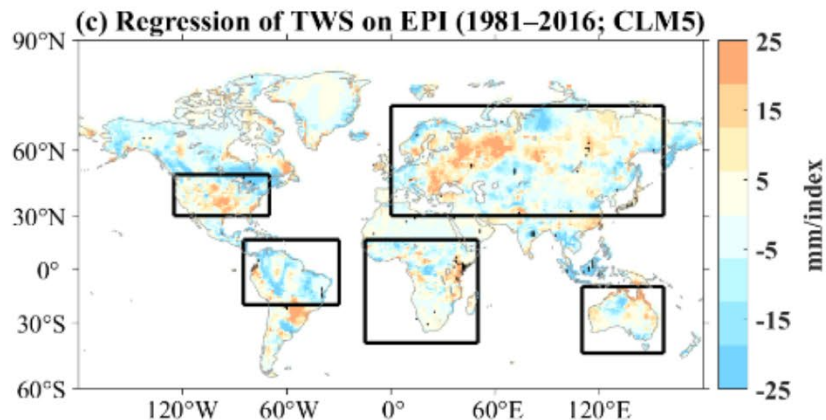 (c) Regression of TWS on EPI (1981–2016; CLM5)
90°N
60°N
30°N
0°
30°S
60°S
120°W 60°W 0° 60°E 120°E
25
15
5
-5
-15
-25
mm/index